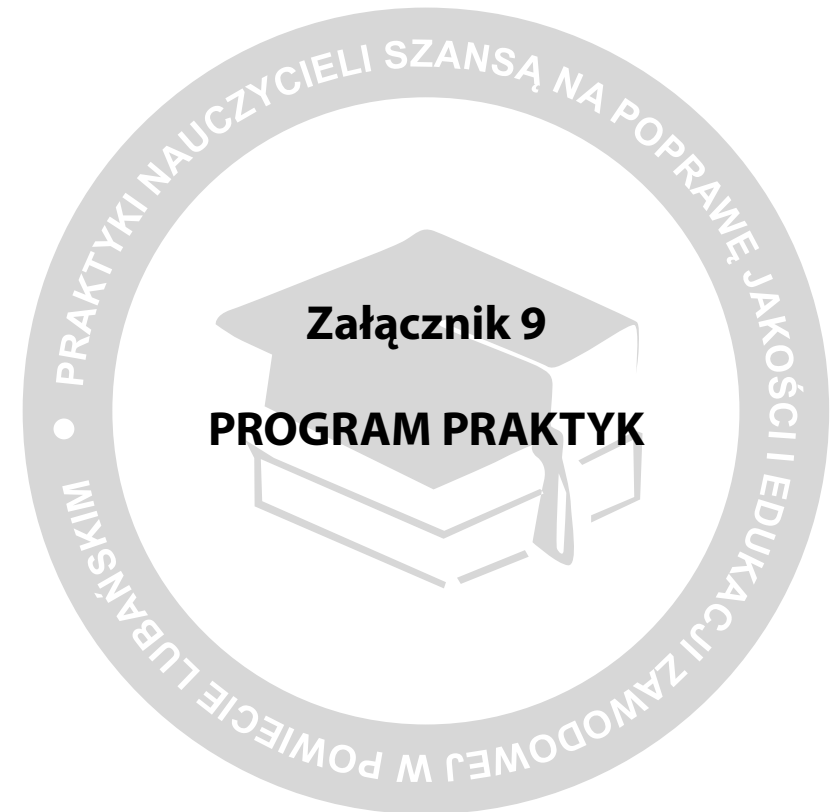 PRAKTYKI NAUCZYCIELI SZANSĄ NA POPRAWĘ JAKOŚCI I EDUKACJI ZAWODOWEJ W POWIECIE LUBAŃSKIM
Załącznik 9
PROGRAM PRAKTYK